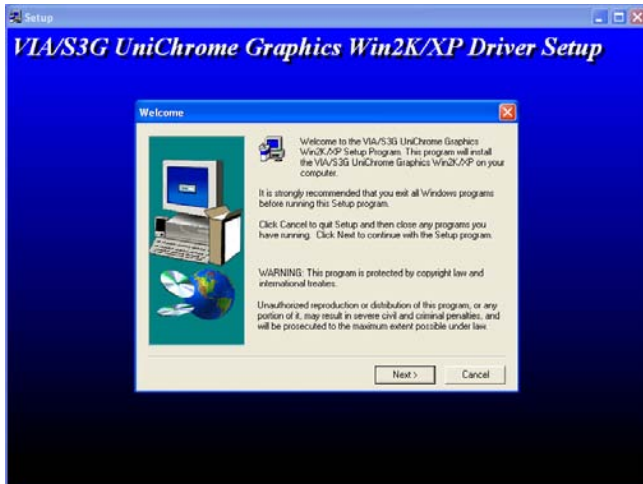 Setup
VIA/S3G UniChrome Graphics Win2K/XP Driver Setup
Welcome
Welcome to the VIA/S3G UniChrome Graphics
Win2K/XP Setup Program. This program will install
the VIA/S3G UniChrome Graphics Win2K/XP on your
computer.
It is strongly recommended that you exit all Windows programs
before running this Setup program.
Click Cancel to quit Setup and then close any programs you
have running. Click Next to continue with the Setup program.
WARNING: This program is protected by copyright law and
international treaties.
Unauthorized reproduction or distribution of this program, or any
portion of it, may result in severe civil and criminal penalties, and
will be prosecuted to the maximum extent possible under law.
Next >
Cancel